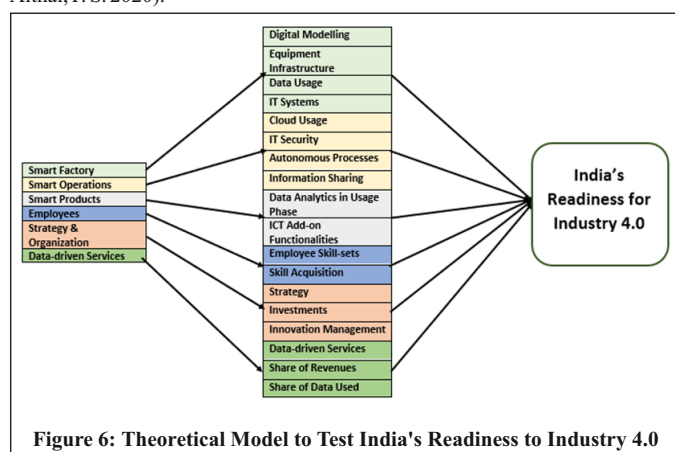 Digital Modelling
Equipment
Infrastructure
Data Usage
IT Systems
Cloud Usage
IT Security
Autonomous Processes
Information Sharing
Data Analytics in Usage
Phase
ICT Add-on
Functionalities
Employee Skill-sets
Skill Acquisition
Strategy
Investments
Innovation Management
Data-driven Services
Share of Revenues
Share of Data Used
Smart Factory
Smart Operations
Smart Products
Employees
Strategy &
Organization
Data-driven Services
India's
Readiness for
Industry 4.0
Figure 6: Theoretical Model to Test India's Readiness to Industry 4.0